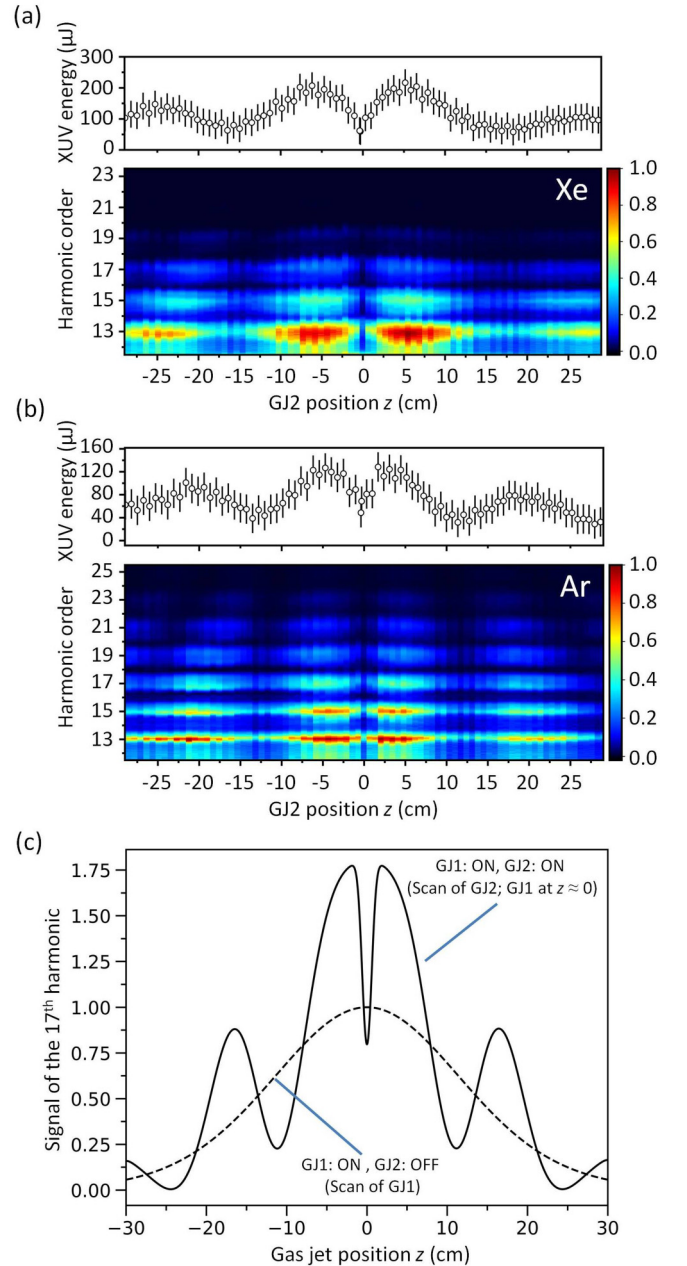 (a)
XUV energy (µJ)
300
200
100
0
Harmonic order
23
21
19
17
15
13
Xe
1.0
0.8
0.6
0.4
0.2
0.0
-25 -20 -15 -10 -5 0 5 10 15 20 25
GJ2 position z (cm)
(b)
XUV energy (µJ)
160
120
80
40
0
Harmonic order
25
23
21
19
17
15
13
Ar
1.0
0.8
0.6
0.4
0.2
0.0
-25 -20 -15 -10 -5 0 5 10 15 20 25
GJ2 position z (cm)
(c)
Signal of the 17th harmonic
1.75
1.50
1.25
1.00
0.75
0.50
0.25
0.00
GJ1: ON, GJ2: ON
(Scan of GJ2; GJ1 at z ≈ 0)
GJ1: ON , GJ2: OFF
(Scan of GJ1)
−30 −20 −10 0 10 20 30
Gas jet position z (cm)